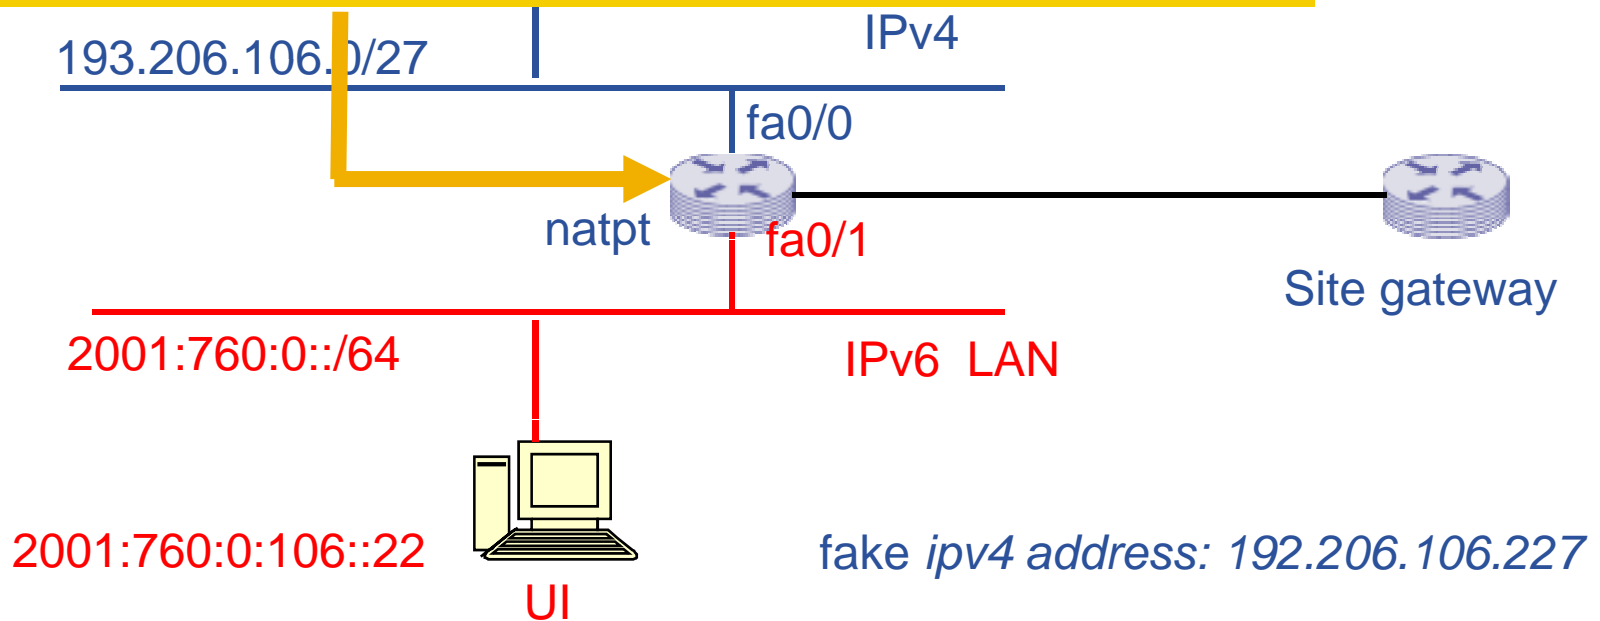 IPv4
193.206.106.0/27
fa0/0
natpt
fa0/1
Site gateway
2001:760:0::/64
IPv6 LAN
2001:760:0:106::22
fake ipv4 address: 192.206.106.227
UI